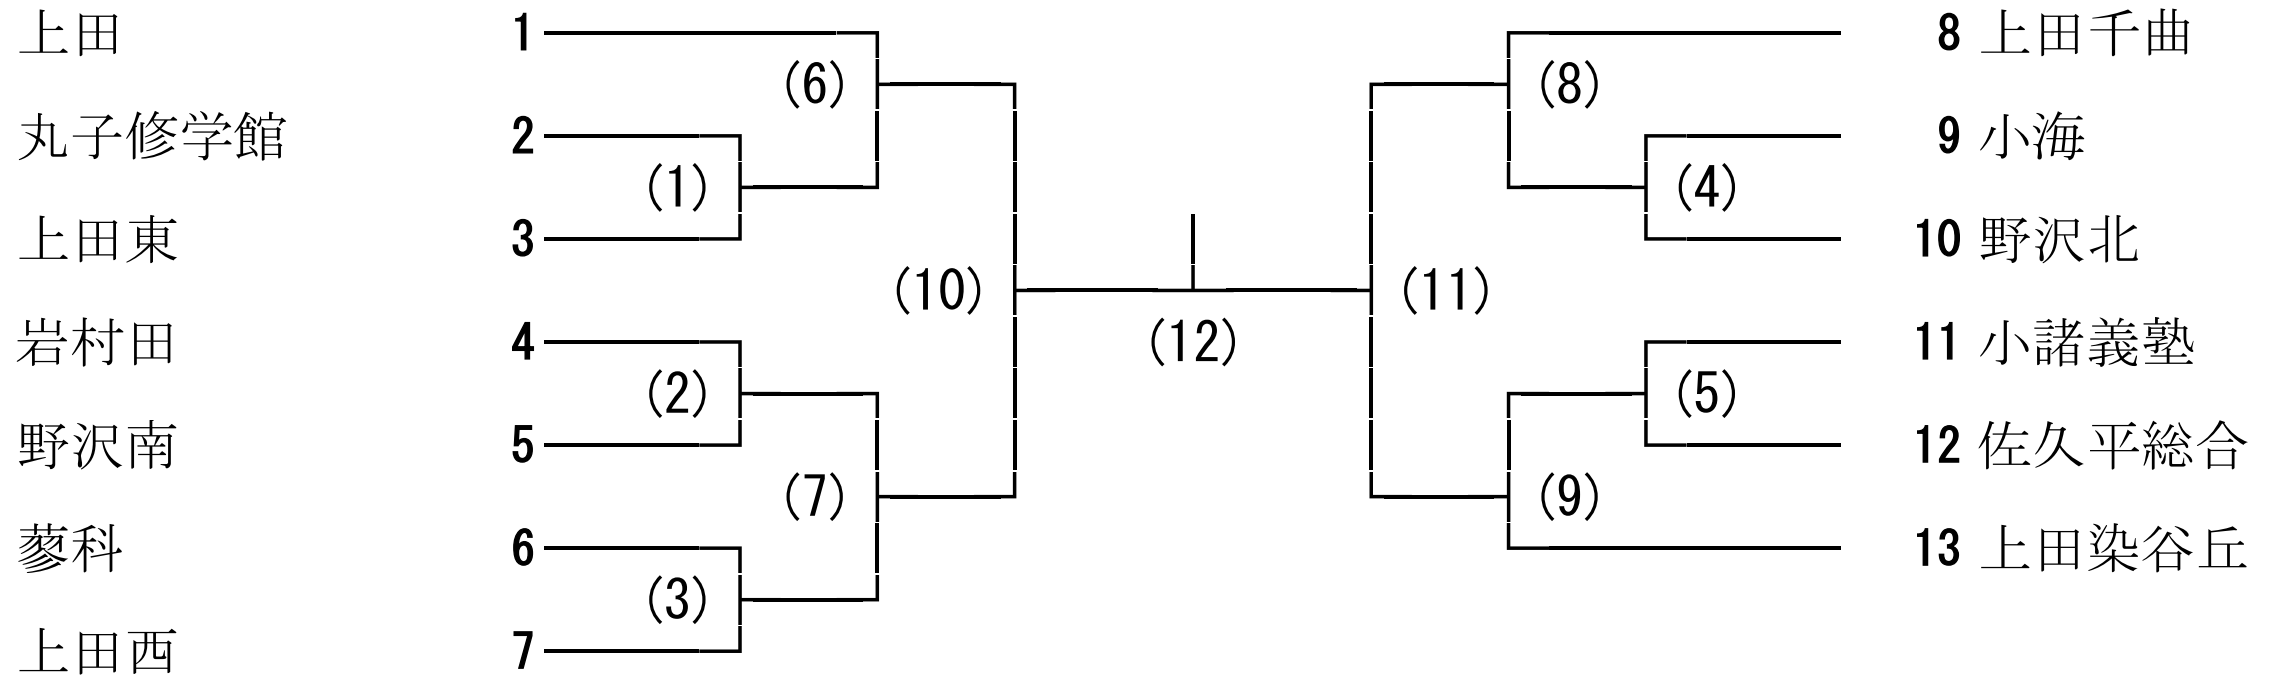 上田 1
(6)
丸子修学館 2
(1)
上田東 3
(10)
岩村田 4
(2)
野沢南 5
(7)
蓼科 6
(3)
上田西 7
(12)
8 上田千曲
(8)
9 小海
(4)
10 野沢北
(11)
11 小諸義塾
(5)
12 佐久平総合
(9)
13 上田染谷丘